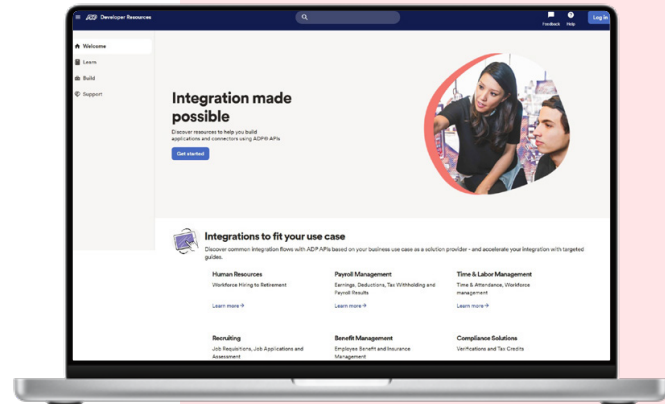 ADP Developer Resources
Feedback
Help
Log in
Welcome
Learn
Build
Support
Integration made
possible
Discover resources to help you build
applications and connectors using ADP® APIs
Get started
Integrations to fit your use case
Discover common integration flows with ADP APIs based on your business use case as a solution provider - and accelerate your integration with targeted
guides.
Human Resources
Workforce Hiring to Retirement
Learn more →
Payroll Management
Earnings, Deductions, Tax Withholding and
Payroll Results
Learn more →
Time & Labor Management
Time & Attendance, Workforce
management
Learn more →
Recruiting
Job Requisitions, Job Applications and
Assessment
Benefit Management
Employee Benefit and Insurance
Management
Compliance Solutions
Verifications and Tax Credits